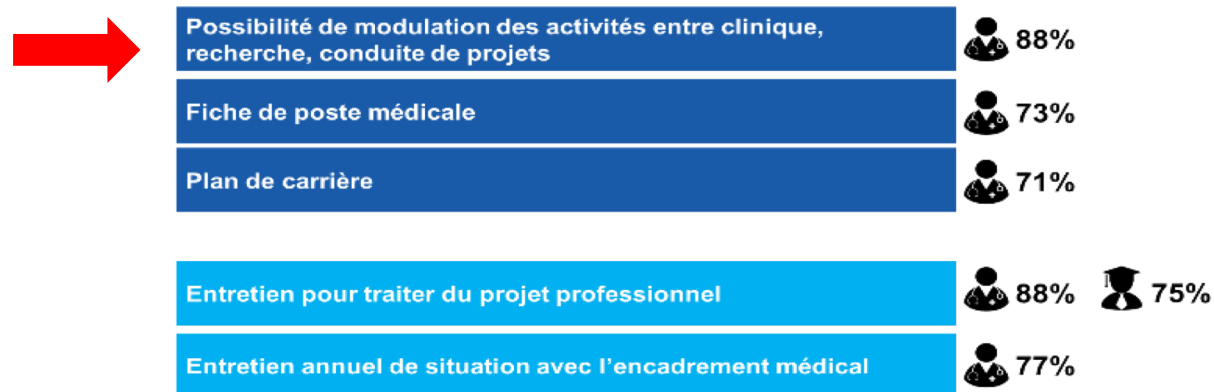 Possibilité de modulation des activités entre clinique,
recherche, conduite de projets
88%
Fiche de poste médicale
73%
Plan de carrière
71%
Entretien pour traiter du projet professionnel
88%
75%
Entretien annuel de situation avec l'encadrement médical
77%